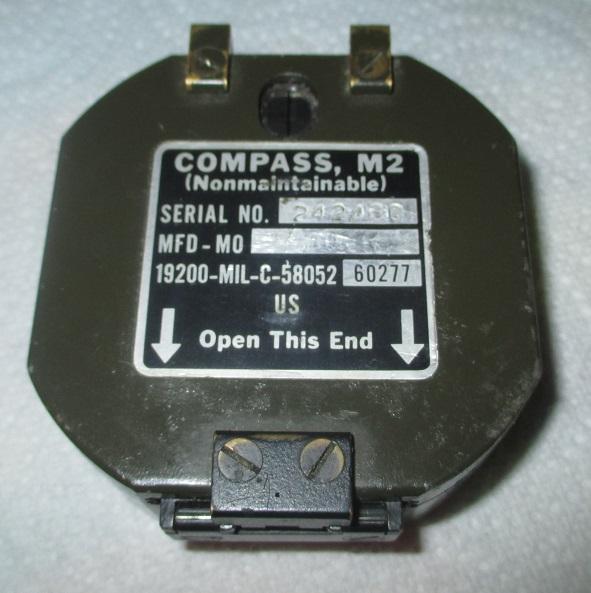 COMPASS, M2
(Nonmaintainable)
SERIAL NO.
MFD-MO
19200-MIL-C-58052 60277
US
Open This End